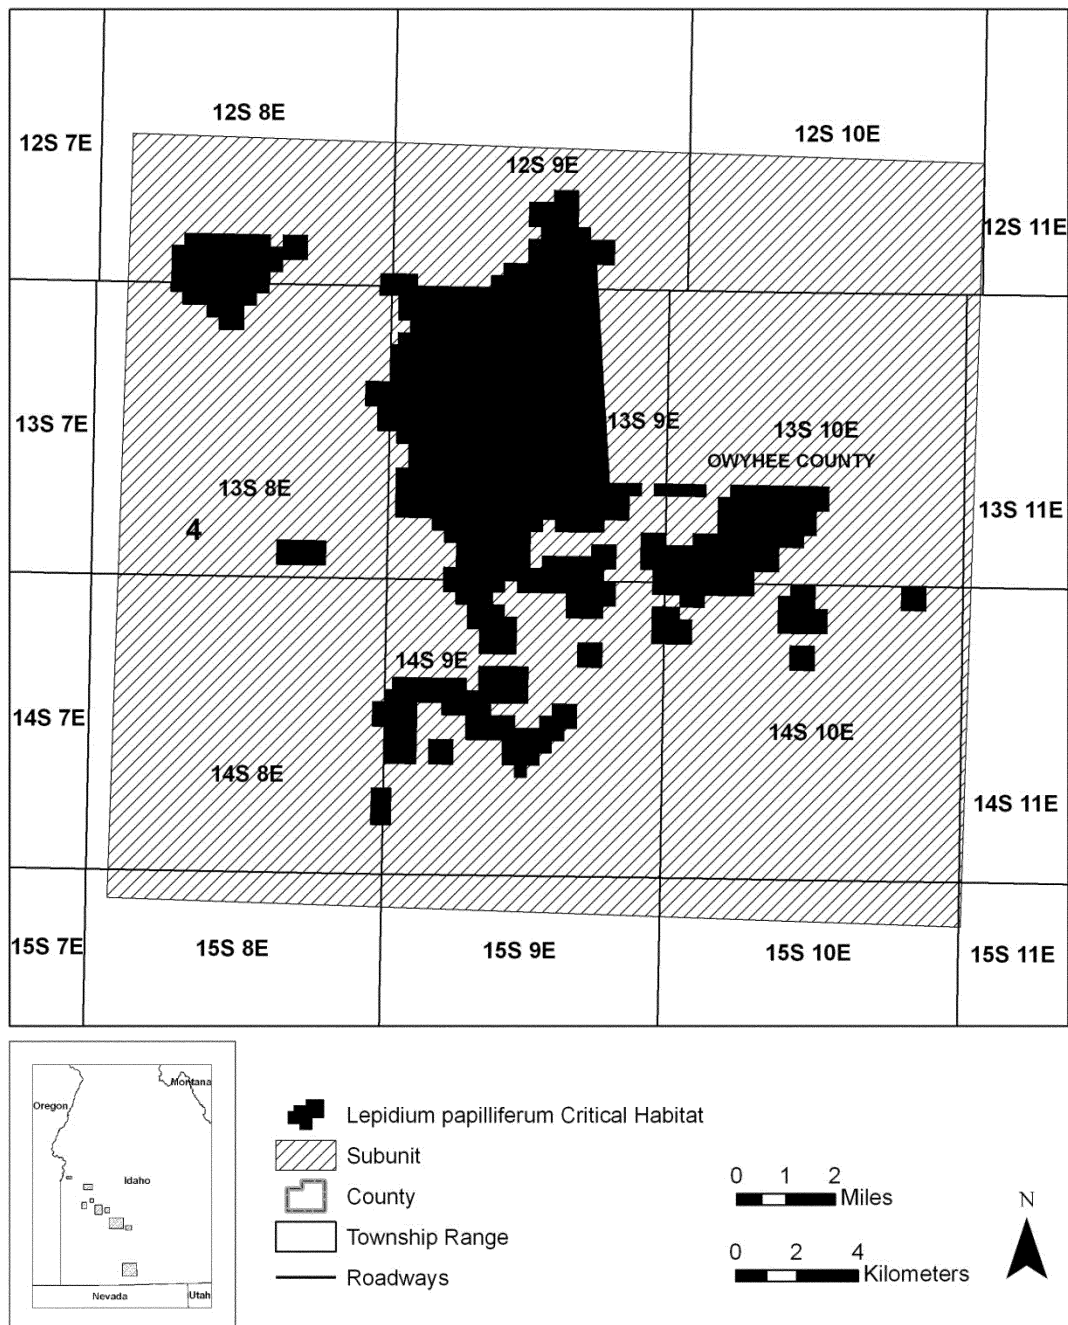 12S 8E
12S 10E
12S 7E
12S 9E
12S 11E
13S 7E
13S 9E
13S 10E
OWYHEE COUNTY
13S 8E
13S 11E
4
14S 9E
14S 7E
14S 10E
14S 8E
14S 11E
15S 7E
15S 8E
15S 9E
15S 10E
15S 11E
Montana
Oregon
Idaho
Nevada
Utah
Lepidium papilliferum Critical Habitat
Subunit
County
Township Range
Roadways
0 1 2
Miles
0 2 4
Kilometers
N